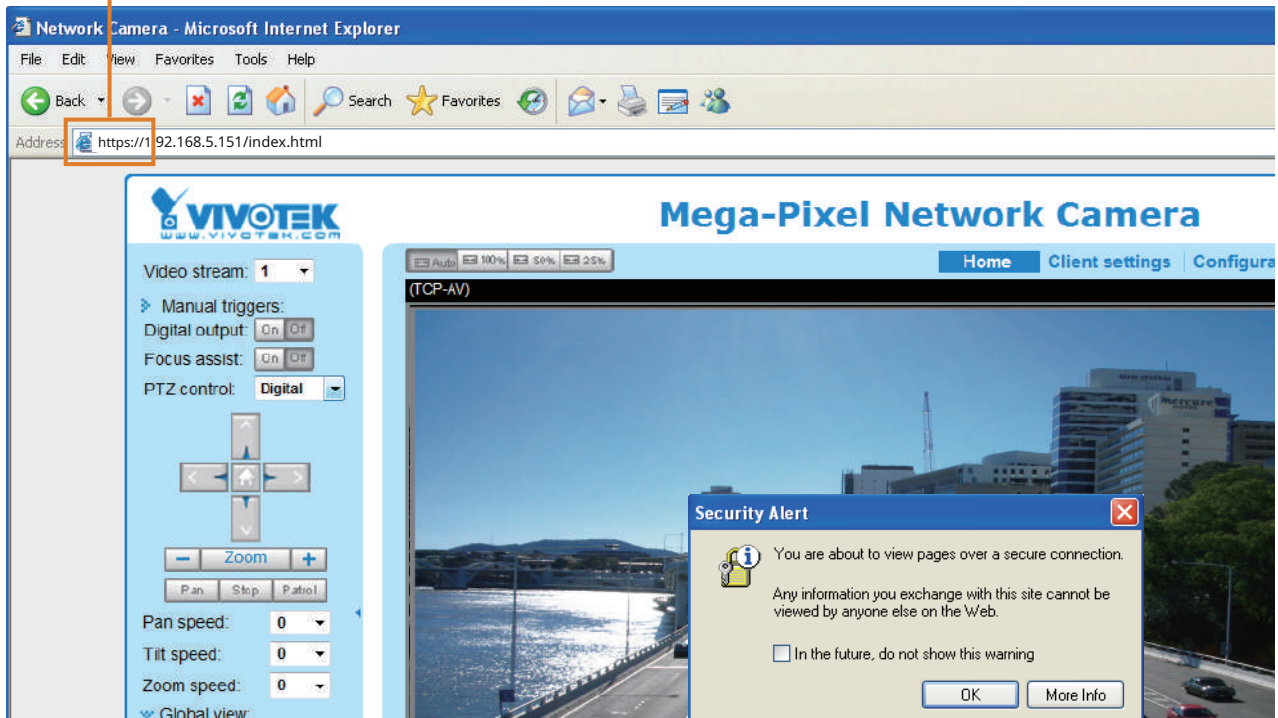 Network Camera - Microsoft Internet Explorer
File Edit View Favorites Tools Help
Back Search Favorites
Address https://192.168.5.151/index.html
VIVOTEK
www.vivotek.com
Mega-Pixel Network Camera
Auto 100% 50% 25%
Home Client settings Configura
(TCP-AV)
Video stream: 1
Manual triggers:
Digital output: On Off
Focus assist: On Off
PTZ control: Digital
− Zoom +
Pan Stop Patrol
Pan speed: 0
Tilt speed: 0
Zoom speed: 0
Global view:
Mercure
HOTEL
Security Alert
You are about to view pages over a secure connection.
Any information you exchange with this site cannot be
viewed by anyone else on the Web.
In the future, do not show this warning
OK More Info